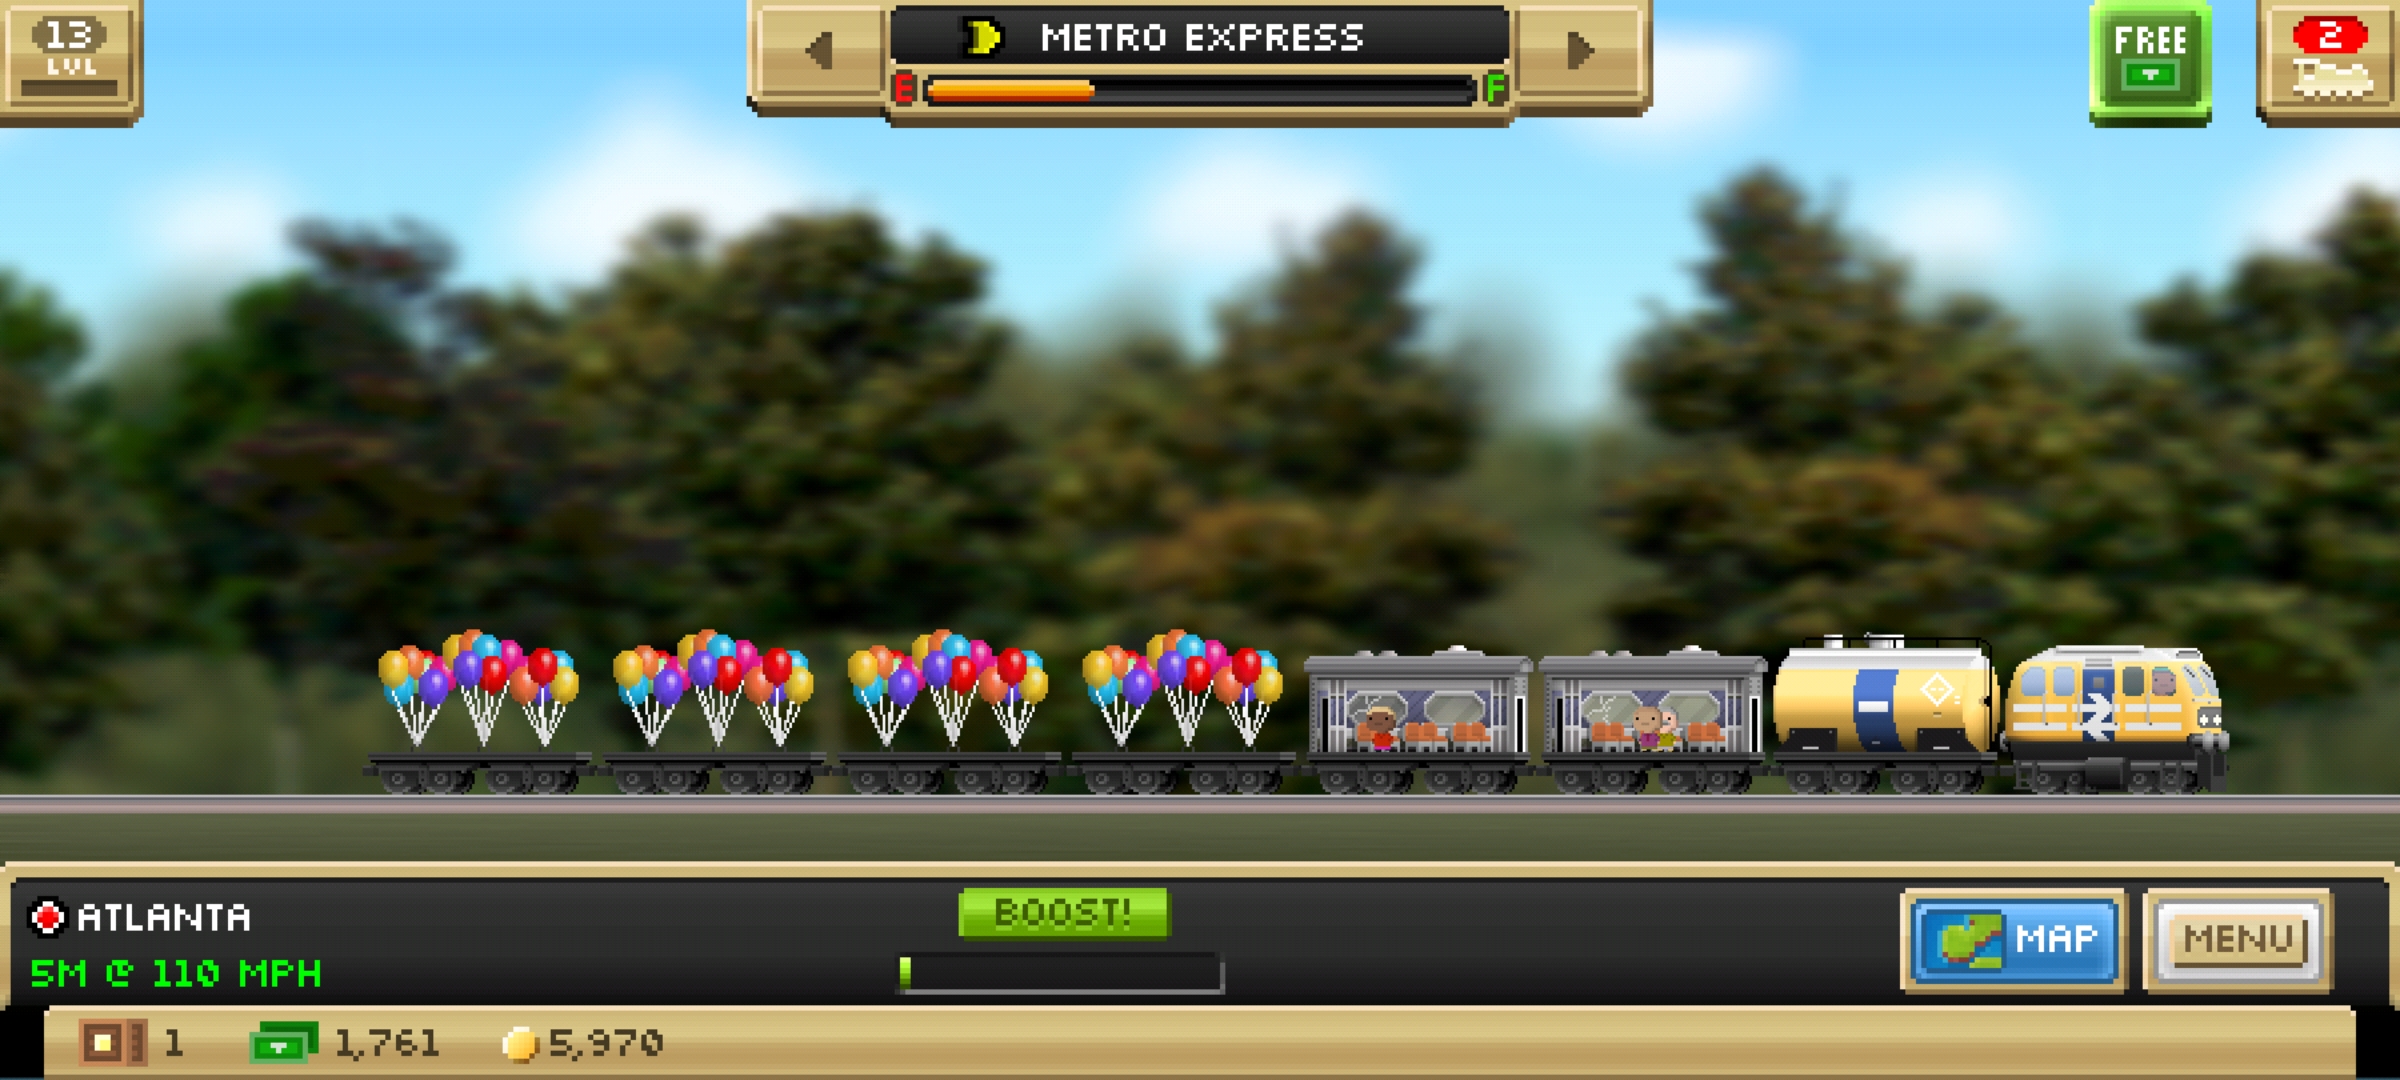 13
LVL
METRO EXPRESS
E F
FREE
2
ATLANTA
5M @ 110 MPH
BOOST!
MAP
MENU
1 1,761 5,970